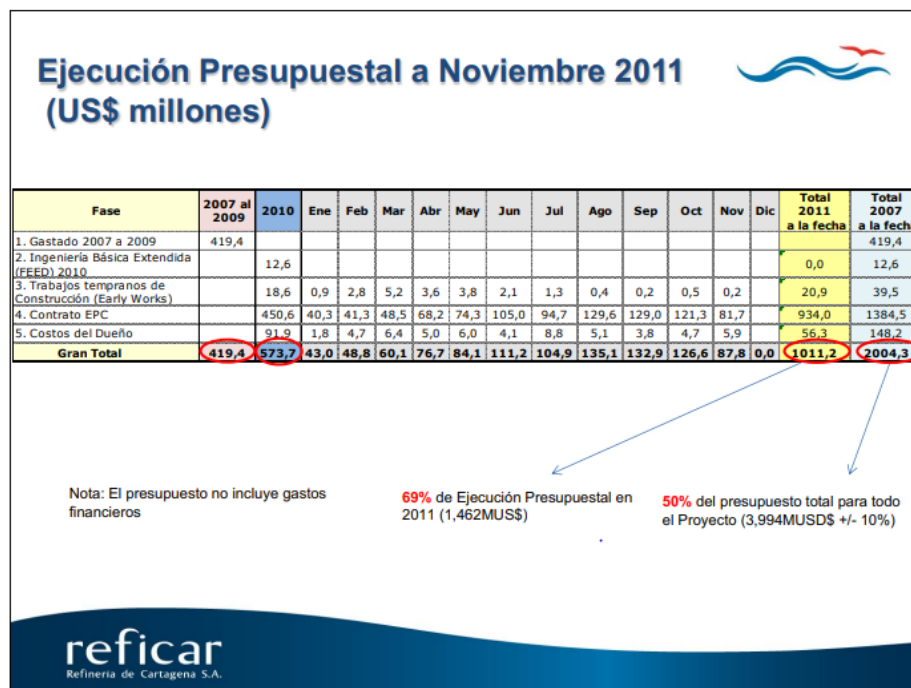 Ejecución Presupuestal a Noviembre 2011
(US$ millones)
Fase 2007 al 2009 2010 Ene Feb Mar Abr May Jun Jul Ago Sep Oct Nov Dic Total 2011 a la fecha Total 2007 a la fecha
1. Gastado 2007 a 2009 419,4 419,4
2. Ingeniería Básica Extendida (FEED) 2010 12,6 0,0 12,6
3. Trabajos tempranos de Construcción (Early Works) 18,6 0,9 2,8 5,2 3,6 3,8 2,1 1,3 0,4 0,2 0,5 0,2 20,9 39,5
4. Contrato EPC 450,6 40,3 41,3 48,5 68,2 74,3 105,0 94,7 129,6 129,0 121,3 81,7 934,0 1384,5
5. Costos del Dueño 91,9 1,8 4,7 6,4 5,0 6,0 4,1 8,8 5,1 3,8 4,7 5,9 56,3 148,2
Gran Total 419,4 573,7 43,0 48,8 60,1 76,7 84,1 111,2 104,9 135,1 132,9 126,6 87,8 0,0 1011,2 2004,3
Nota: El presupuesto no incluye gastos
financieros
69% de Ejecución Presupuestal en
2011 (1,462MUS$)
50% del presupuesto total para todo
el Proyecto (3,994MUSD$ +/- 10%)
reficar
Refinería de Cartagena S.A.